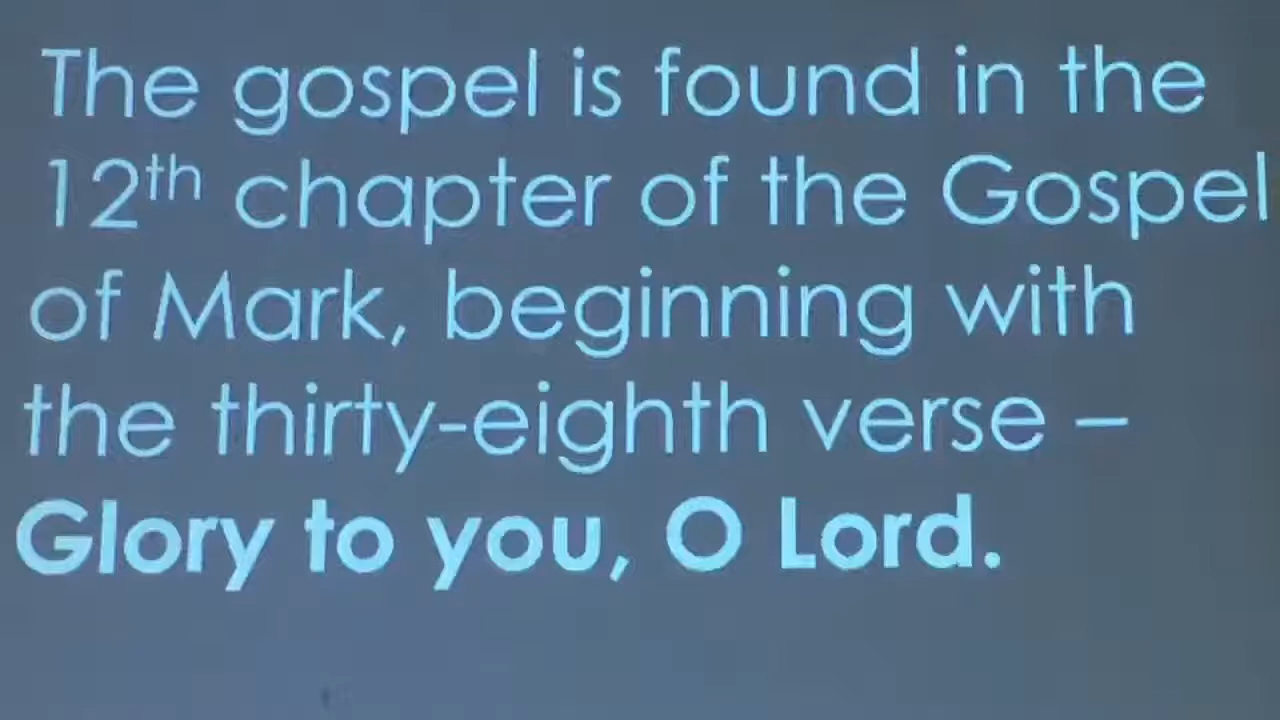 The gospel is found in the
12th chapter of the Gospel
of Mark, beginning with
the thirty-eighth verse –
Glory to you, O Lord.